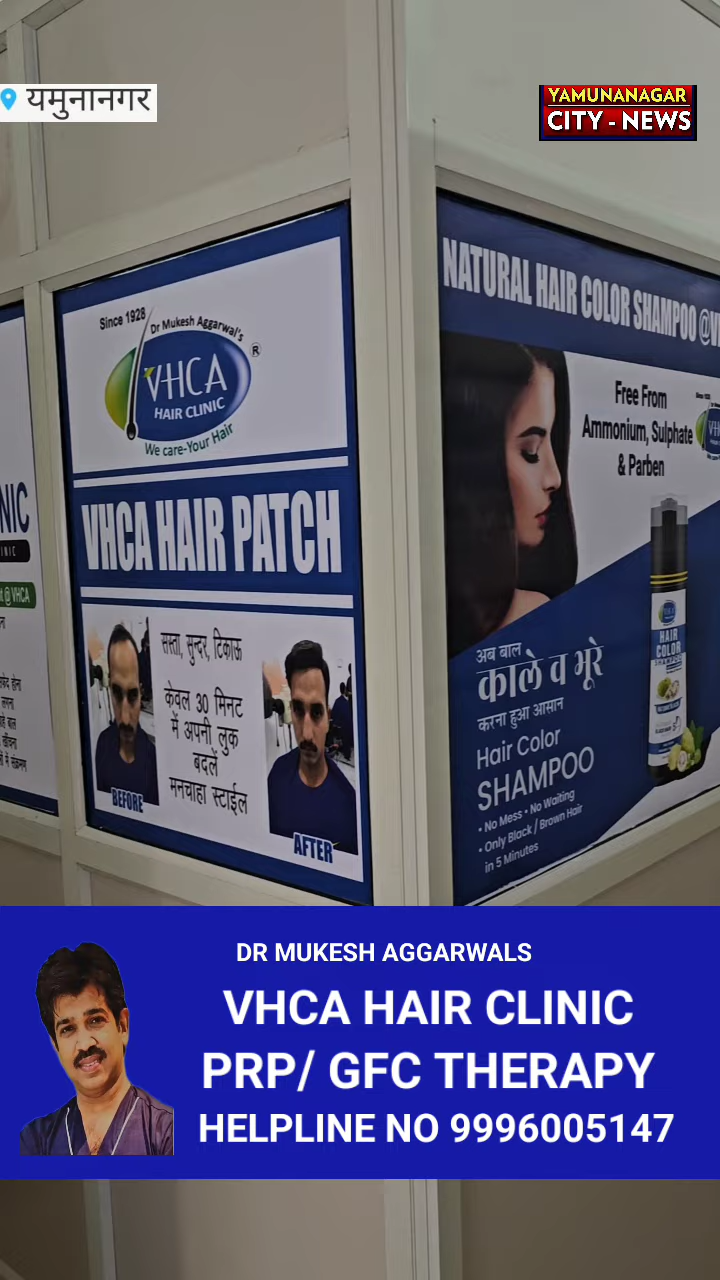 यमुनानगर
YAMUNANAGAR
CITY - NEWS
NIC
t @ VHCA
Since 1928
Dr Mukesh Aggarwal's
VHCA
®
HAIR CLINIC
We care-Your Hair
VHCA HAIR PATCH
सस्ता, सुन्दर, टिकाऊ
केवल 30 मिनट
में अपनी लुक
बदलें
मनचाहा स्टाईल
BEFORE
AFTER
NATURAL HAIR COLOR SHAMPOO @V
Free From
Ammonium, Sulphate
& Parben
HAIR
COLOR
SHAMPOO
अब बाल
काले व भूरे
करना हुआ आसान
Hair Color
SHAMPOO
• No Mess • No Waiting
• Only Black / Brown Hair
in 5 Minutes
DR MUKESH AGGARWALS
VHCA HAIR CLINIC
PRP/ GFC THERAPY
HELPLINE NO 9996005147